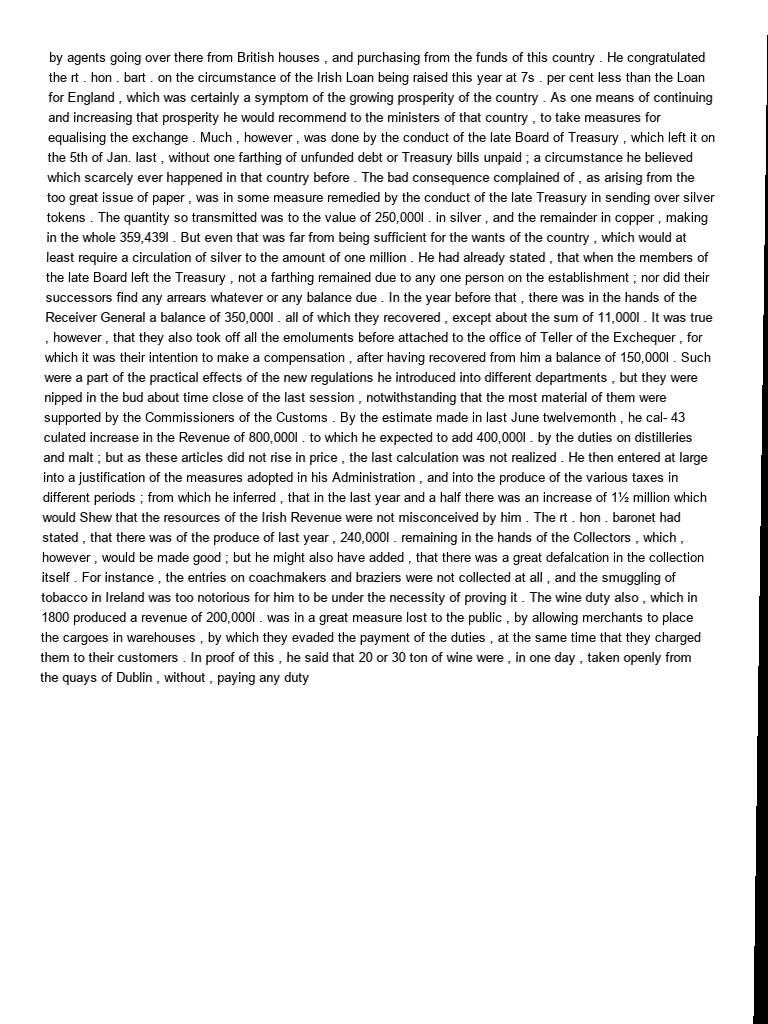 by agents going over there from British houses , and purchasing from the funds of this country . He congratulated
the rt . hon . bart . on the circumstance of the Irish Loan being raised this year at 7s . per cent less than the Loan
for England , which was certainly a symptom of the growing prosperity of the country . As one means of continuing
and increasing that prosperity he would recommend to the ministers of that country , to take measures for
equalising the exchange . Much , however , was done by the conduct of the late Board of Treasury , which left it on
the 5th of Jan. last , without one farthing of unfunded debt or Treasury bills unpaid ; a circumstance he believed
which scarcely ever happened in that country before . The bad consequence complained of , as arising from the
too great issue of paper , was in some measure remedied by the conduct of the late Treasury in sending over silver
tokens . The quantity so transmitted was to the value of 250,000l . in silver , and the remainder in copper , making
in the whole 359,439l . But even that was far from being sufficient for the wants of the country , which would at
least require a circulation of silver to the amount of one million . He had already stated , that when the members of
the late Board left the Treasury , not a farthing remained due to any one person on the establishment ; nor did their
successors find any arrears whatever or any balance due . In the year before that , there was in the hands of the
Receiver General a balance of 350,000l . all of which they recovered , except about the sum of 11,000l . It was true
, however , that they also took off all the emoluments before attached to the office of Teller of the Exchequer , for
which it was their intention to make a compensation , after having recovered from him a balance of 150,000l . Such
were a part of the practical effects of the new regulations he introduced into different departments , but they were
nipped in the bud about time close of the last session , notwithstanding that the most material of them were
supported by the Commissioners of the Customs . By the estimate made in last June twelvemonth , he cal- 43
culated increase in the Revenue of 800,000l . to which he expected to add 400,000l . by the duties on distilleries
and malt ; but as these articles did not rise in price , the last calculation was not realized . He then entered at large
into a justification of the measures adopted in his Administration , and into the produce of the various taxes in
different periods ; from which he inferred , that in the last year and a half there was an increase of 1½ million which
would Shew that the resources of the Irish Revenue were not misconceived by him . The rt . hon . baronet had
stated , that there was of the produce of last year , 240,000l . remaining in the hands of the Collectors , which ,
however , would be made good ; but he might also have added , that there was a great defalcation in the collection
itself . For instance , the entries on coachmakers and braziers were not collected at all , and the smuggling of
tobacco in Ireland was too notorious for him to be under the necessity of proving it . The wine duty also , which in
1800 produced a revenue of 200,000l . was in a great measure lost to the public , by allowing merchants to place
the cargoes in warehouses , by which they evaded the payment of the duties , at the same time that they charged
them to their customers . In proof of this , he said that 20 or 30 ton of wine were , in one day , taken openly from
the quays of Dublin , without , paying any duty